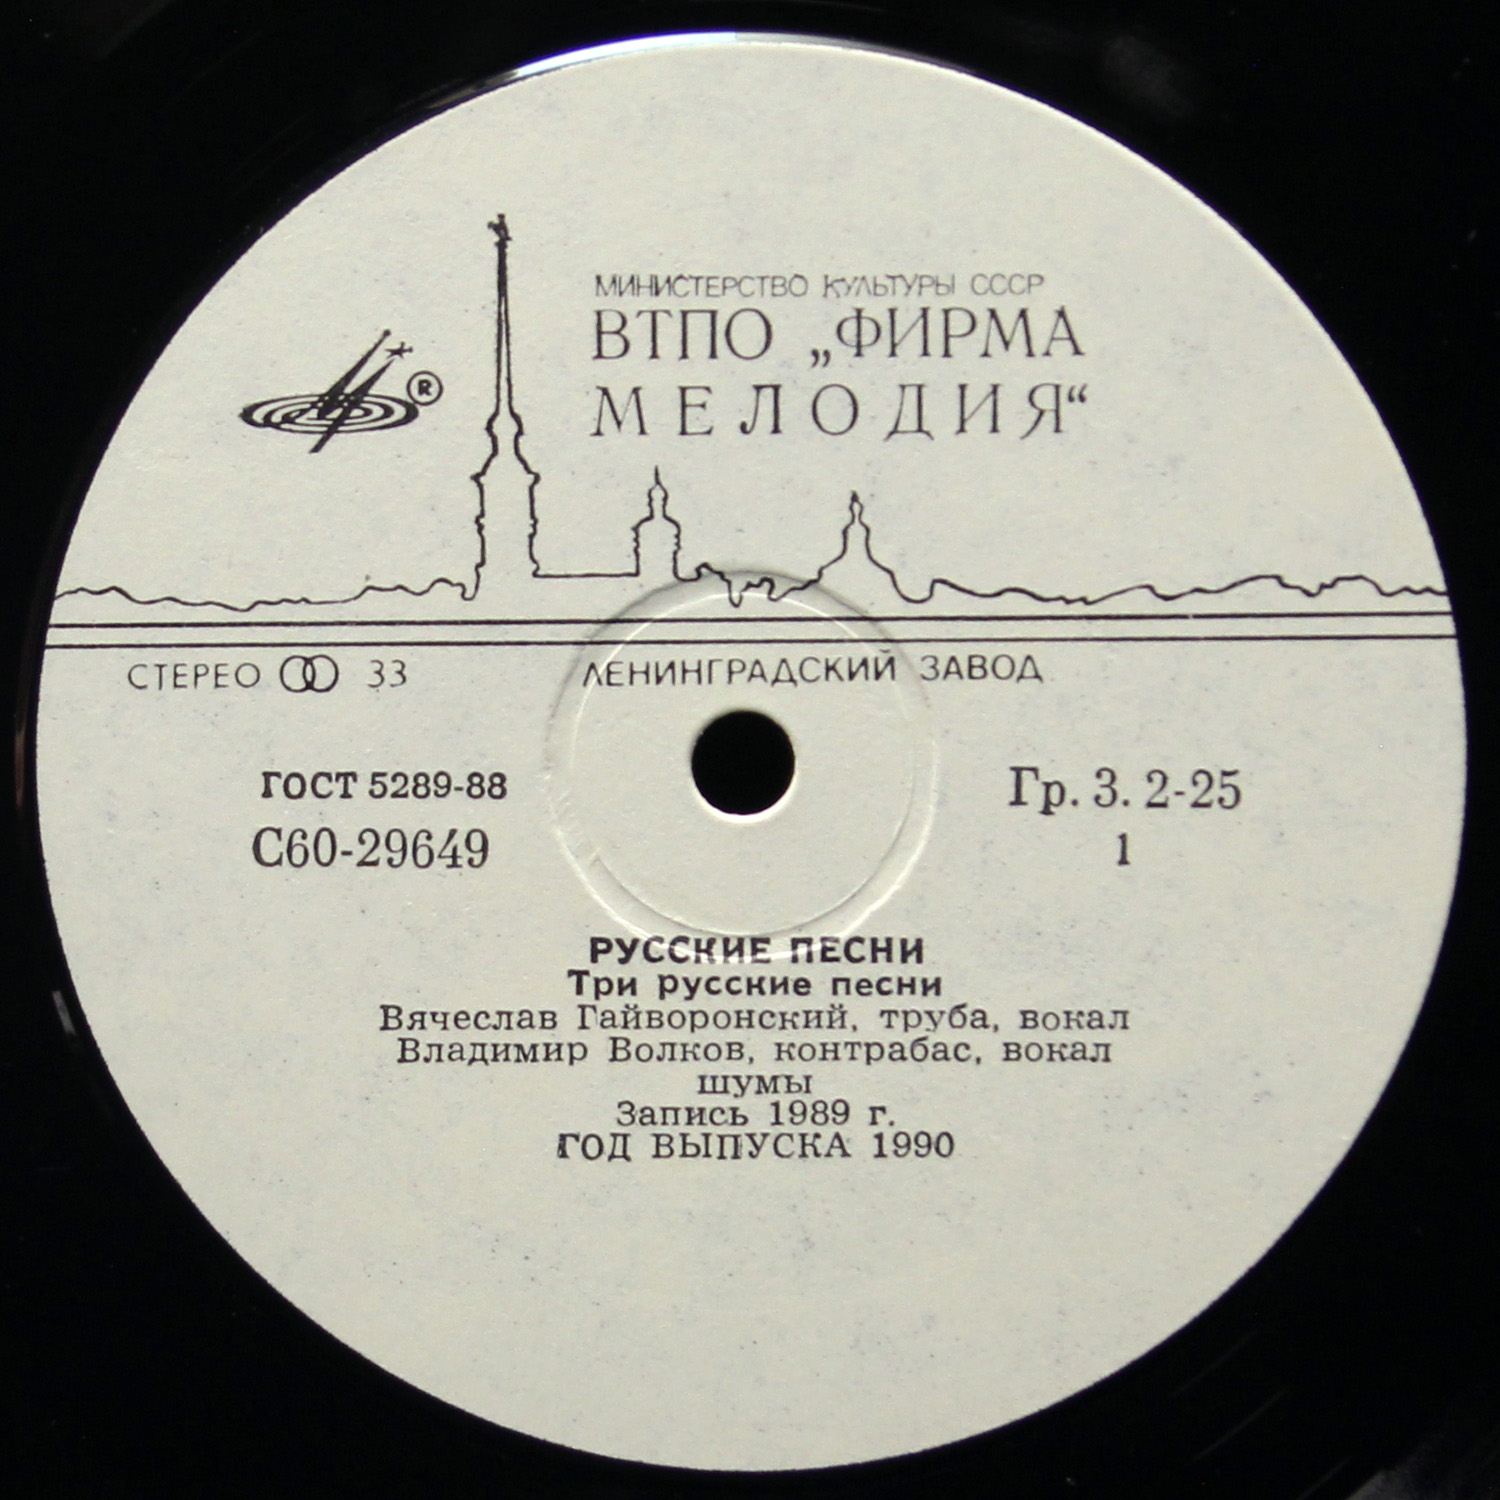 МИНИСТЕРСТВО КУЛЬТУРЫ СССР
ВТПО „ФИРМА
МЕЛОДИЯ“
®
СТЕРЕО 33
ЛЕНИНГРАДСКИЙ ЗАВОД
ГОСТ 5289-88
Гр. 3. 2-25
С60-29649
1
РУССКИЕ ПЕСНИ
Три русские песни
Вячеслав Гайворонский, труба, вокал
Владимир Волков, контрабас, вокал
шумы
Запись 1989 г.
ГОД ВЫПУСКА 1990